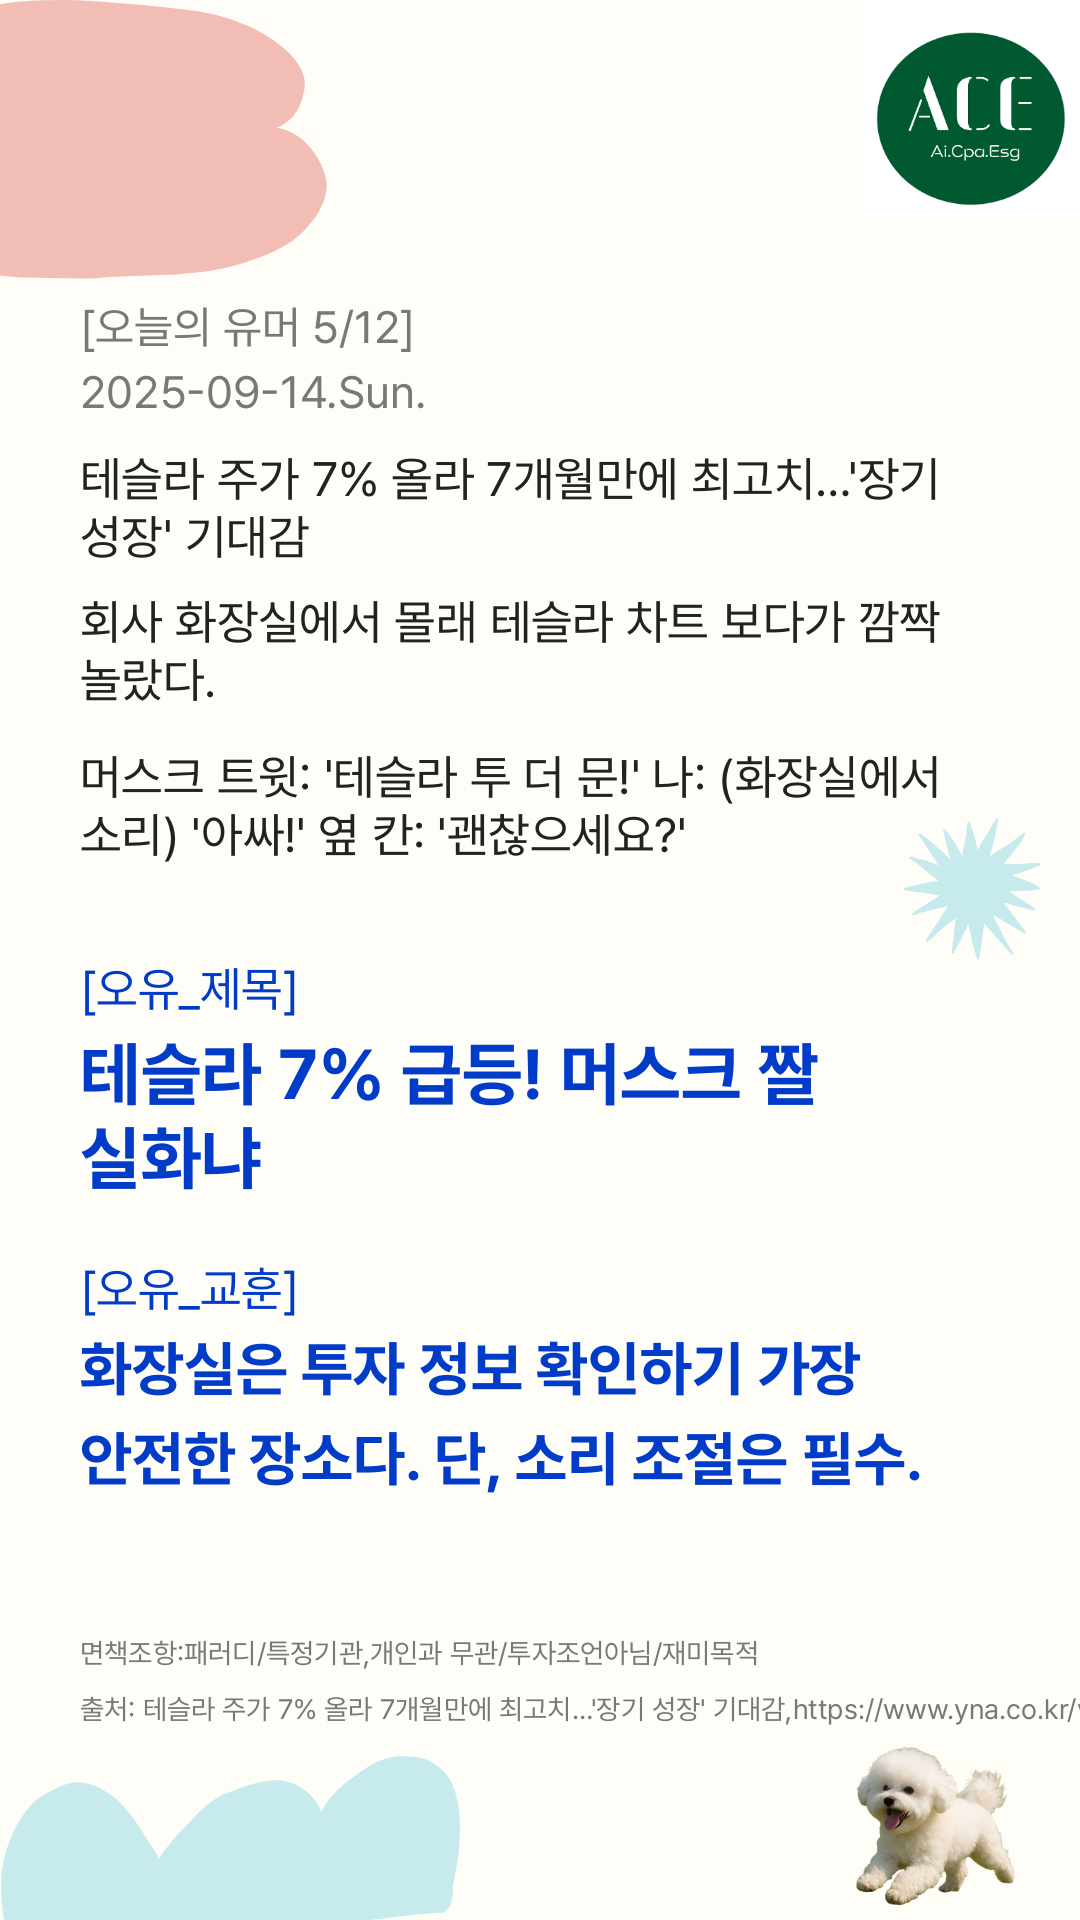 ACE
Ai.Cpa.Esg
[오늘의 유머 5/12]
2025-09-14.Sun.
테슬라 주가 7% 올라 7개월만에 최고치...'장기
성장' 기대감
회사 화장실에서 몰래 테슬라 차트 보다가 깜짝
놀랐다.
머스크 트윗: '테슬라 투 더 문!' 나: (화장실에서
소리) '아싸!' 옆 칸: '괜찮으세요?'
[오유_제목]
테슬라 7% 급등! 머스크 짤
실화냐
[오유_교훈]
화장실은 투자 정보 확인하기 가장
안전한 장소다. 단, 소리 조절은 필수.
면책조항:패러디/특정기관,개인과 무관/투자조언아님/재미목적
출처: 테슬라 주가 7% 올라 7개월만에 최고치...'장기 성장' 기대감,https://www.yna.co.kr/